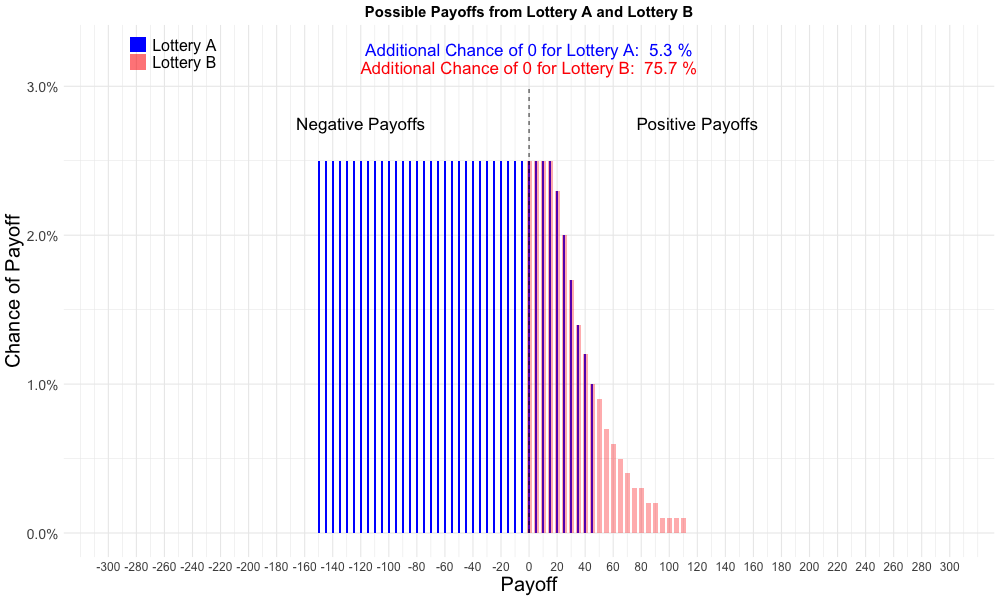 Possible Payoffs from Lottery A and Lottery B
Lottery A
Lottery B
Additional Chance of 0 for Lottery A:  5.3 %
Additional Chance of 0 for Lottery B:  75.7 %
Negative Payoffs
Positive Payoffs
Chance of Payoff
3.0%
2.0%
1.0%
0.0%
-300 -280 -260 -240 -220 -200 -180 -160 -140 -120 -100 -80 -60 -40 -20 0 20 40 60 80 100 120 140 160 180 200 220 240 260 280 300
Payoff